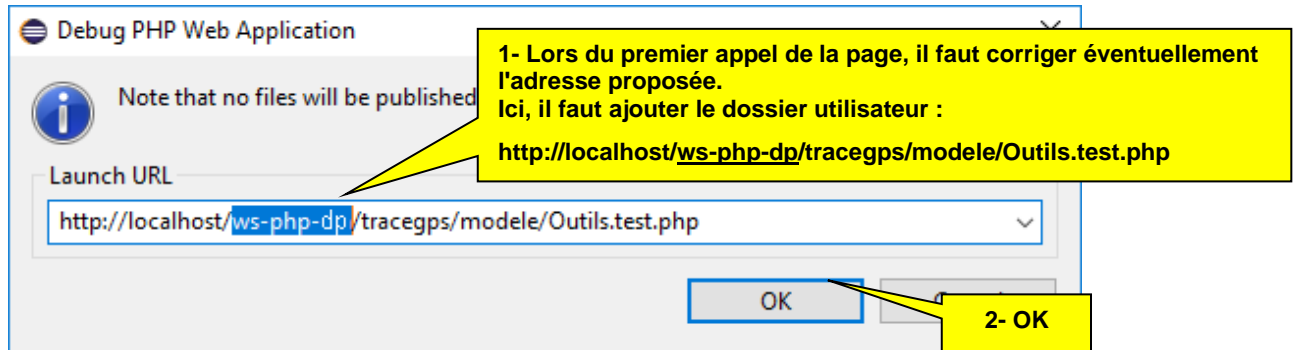 Debug PHP Web Application
1- Lors du premier appel de la page, il faut corriger éventuellement
l'adresse proposée.
Ici, il faut ajouter le dossier utilisateur :
http://localhost/ws-php-dp/tracegps/modele/Outils.test.php
Note that no files will be published
Launch URL
http://localhost/ws-php-dp/tracegps/modele/Outils.test.php
OK
2- OK